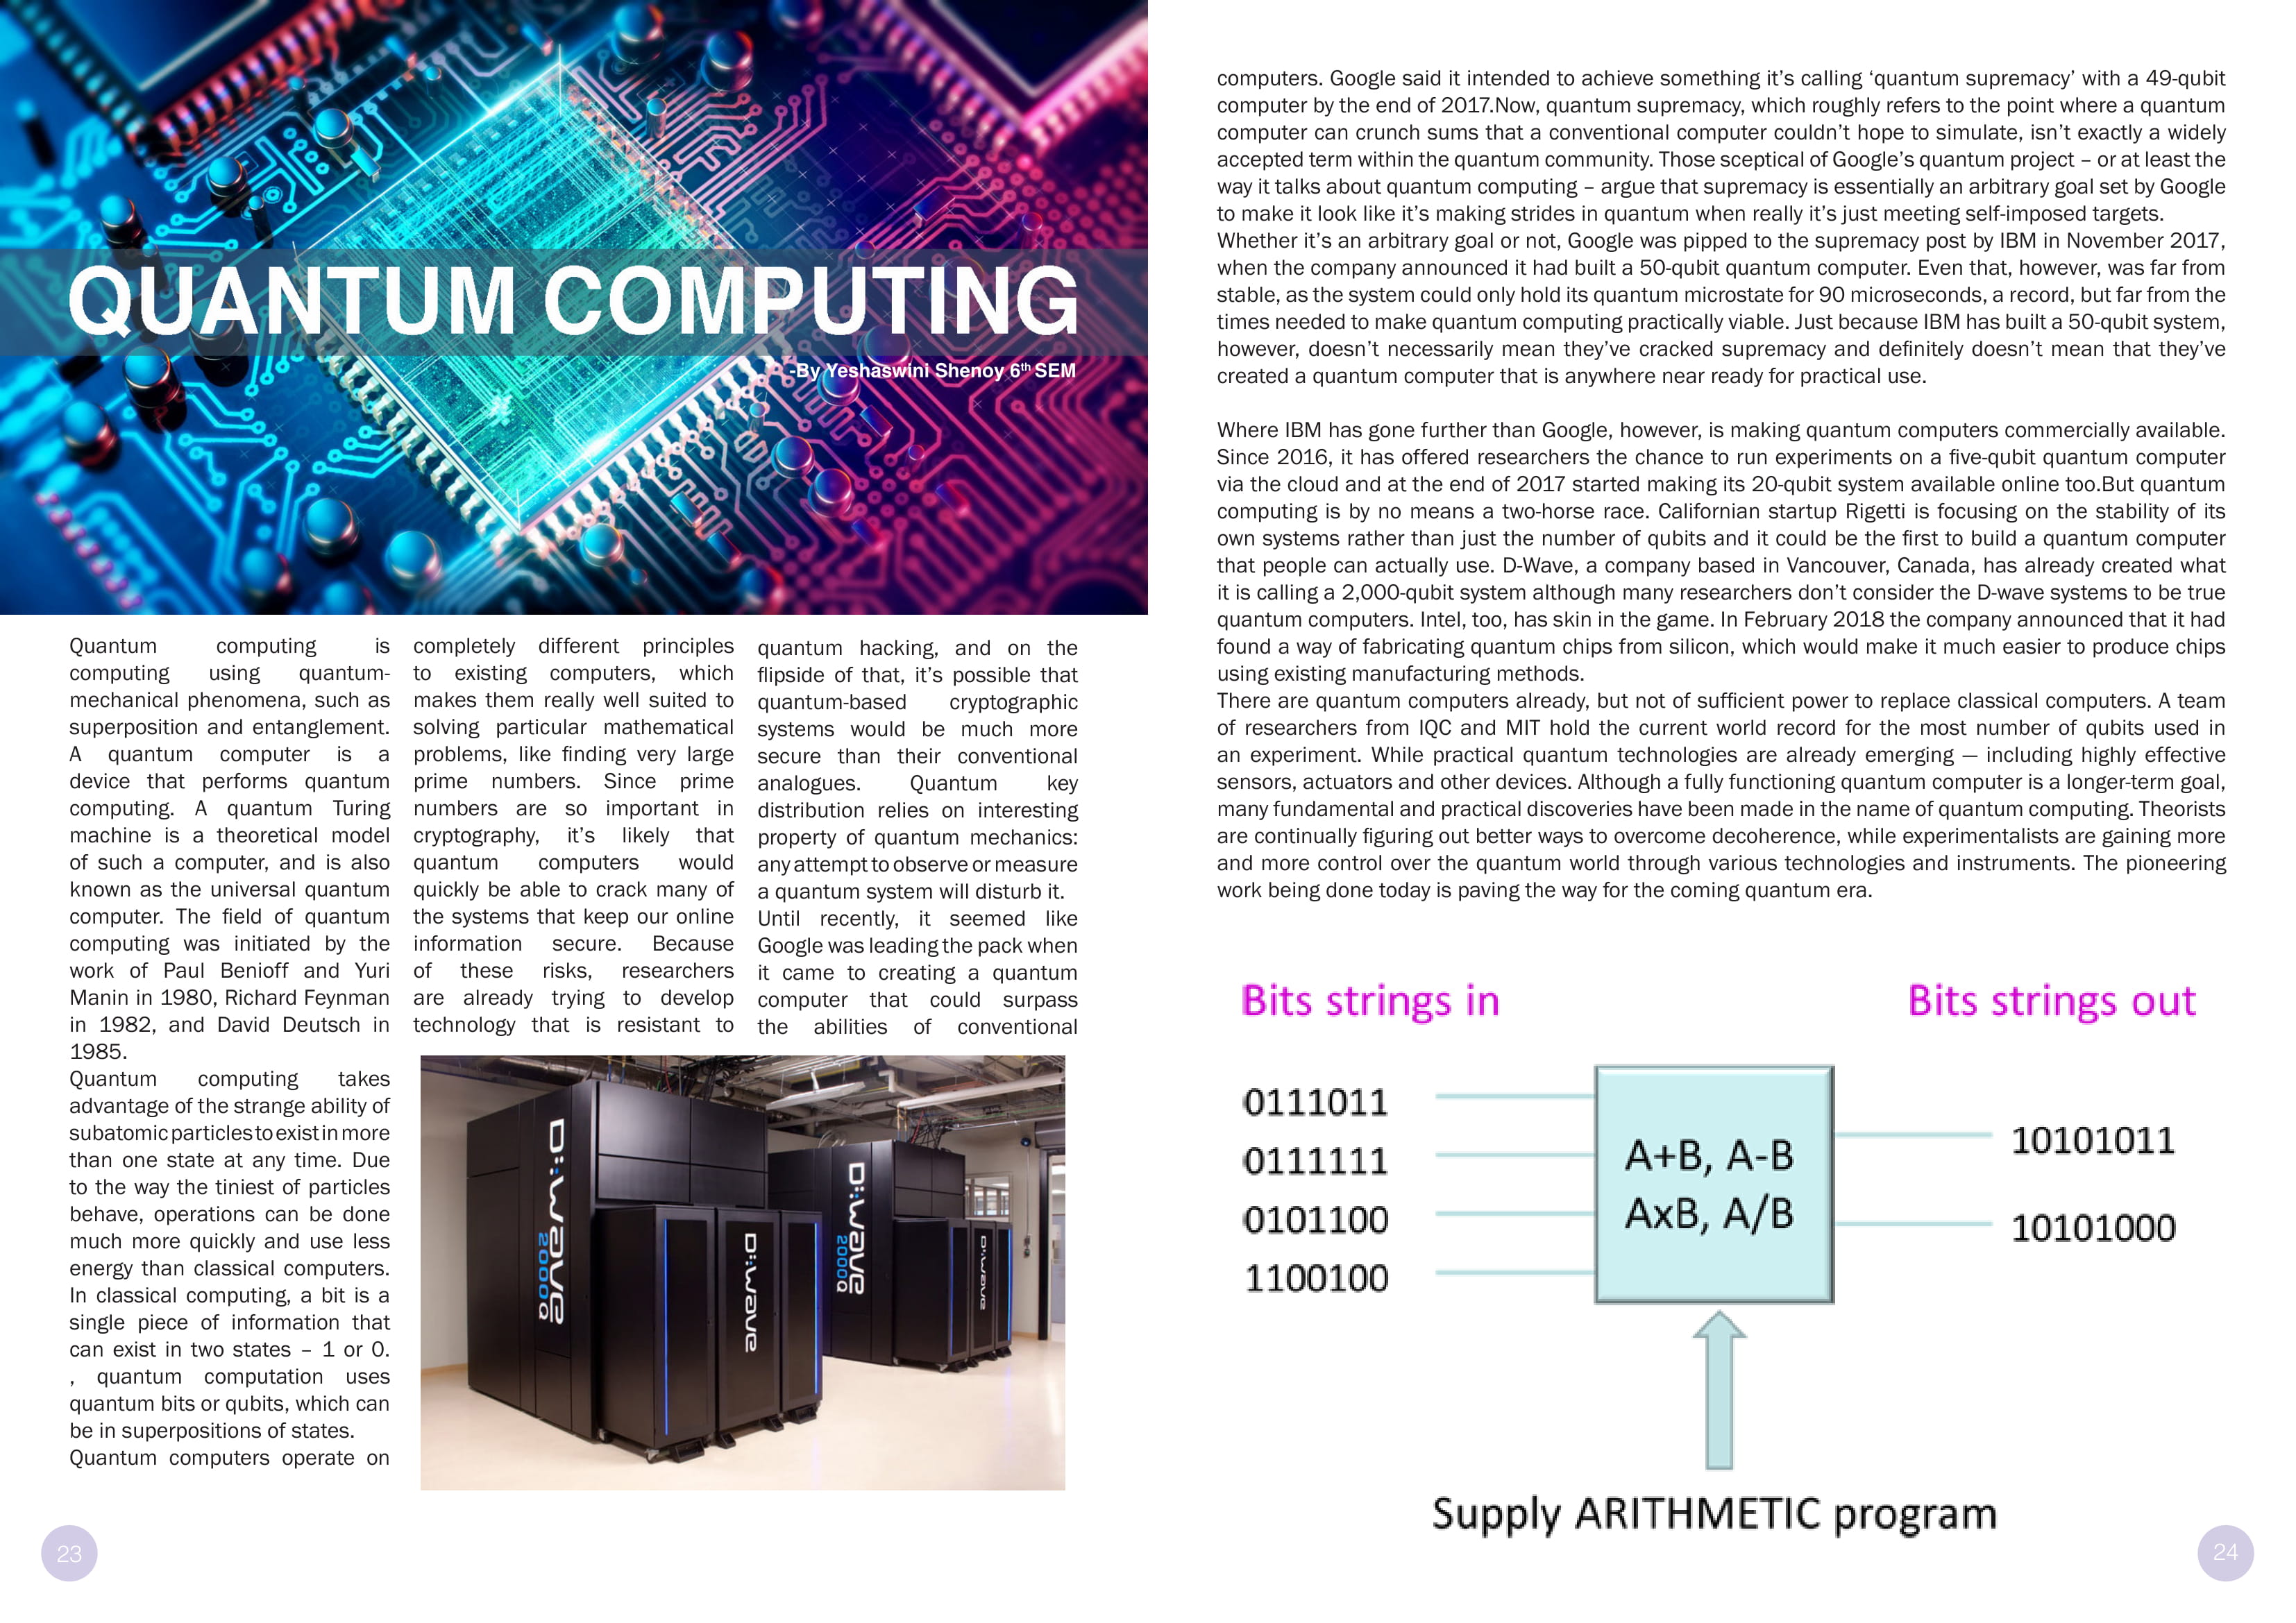 QUANTUM COMPUTING
-By Yeshaswini Shenoy 6th SEM
Quantum computing is
computing using quantum-
mechanical phenomena, such as
superposition and entanglement.
A quantum computer is a
device that performs quantum
computing. A quantum Turing
machine is a theoretical model
of such a computer, and is also
known as the universal quantum
computer. The field of quantum
computing was initiated by the
work of Paul Benioff and Yuri
Manin in 1980, Richard Feynman
in 1982, and David Deutsch in
1985.
Quantum computing takes
advantage of the strange ability of
subatomic particles to exist in more
than one state at any time. Due
to the way the tiniest of particles
behave, operations can be done
much more quickly and use less
energy than classical computers.
In classical computing, a bit is a
single piece of information that
can exist in two states – 1 or 0.
, quantum computation uses
quantum bits or qubits, which can
be in superpositions of states.
Quantum computers operate on
completely different principles
to existing computers, which
makes them really well suited to
solving particular mathematical
problems, like finding very large
prime numbers. Since prime
numbers are so important in
cryptography, it’s likely that
quantum computers would
quickly be able to crack many of
the systems that keep our online
information secure. Because
of these risks, researchers
are already trying to develop
technology that is resistant to
quantum hacking, and on the
flipside of that, it’s possible that
quantum-based cryptographic
systems would be much more
secure than their conventional
analogues. Quantum key
distribution relies on interesting
property of quantum mechanics:
any attempt to observe or measure
a quantum system will disturb it.
Until recently, it seemed like
Google was leading the pack when
it came to creating a quantum
computer that could surpass
the abilities of conventional
D:wave
2000Q
D:wave
D:wave
2000Q
D:wave
23
computers. Google said it intended to achieve something it’s calling ‘quantum supremacy’ with a 49-qubit
computer by the end of 2017.Now, quantum supremacy, which roughly refers to the point where a quantum
computer can crunch sums that a conventional computer couldn’t hope to simulate, isn’t exactly a widely
accepted term within the quantum community. Those sceptical of Google’s quantum project – or at least the
way it talks about quantum computing – argue that supremacy is essentially an arbitrary goal set by Google
to make it look like it’s making strides in quantum when really it’s just meeting self-imposed targets.
Whether it’s an arbitrary goal or not, Google was pipped to the supremacy post by IBM in November 2017,
when the company announced it had built a 50-qubit quantum computer. Even that, however, was far from
stable, as the system could only hold its quantum microstate for 90 microseconds, a record, but far from the
times needed to make quantum computing practically viable. Just because IBM has built a 50-qubit system,
however, doesn’t necessarily mean they’ve cracked supremacy and definitely doesn’t mean that they’ve
created a quantum computer that is anywhere near ready for practical use.
Where IBM has gone further than Google, however, is making quantum computers commercially available.
Since 2016, it has offered researchers the chance to run experiments on a five-qubit quantum computer
via the cloud and at the end of 2017 started making its 20-qubit system available online too.But quantum
computing is by no means a two-horse race. Californian startup Rigetti is focusing on the stability of its
own systems rather than just the number of qubits and it could be the first to build a quantum computer
that people can actually use. D-Wave, a company based in Vancouver, Canada, has already created what
it is calling a 2,000-qubit system although many researchers don’t consider the D-wave systems to be true
quantum computers. Intel, too, has skin in the game. In February 2018 the company announced that it had
found a way of fabricating quantum chips from silicon, which would make it much easier to produce chips
using existing manufacturing methods.
There are quantum computers already, but not of sufficient power to replace classical computers. A team
of researchers from IQC and MIT hold the current world record for the most number of qubits used in
an experiment. While practical quantum technologies are already emerging — including highly effective
sensors, actuators and other devices. Although a fully functioning quantum computer is a longer-term goal,
many fundamental and practical discoveries have been made in the name of quantum computing. Theorists
are continually figuring out better ways to overcome decoherence, while experimentalists are gaining more
and more control over the quantum world through various technologies and instruments. The pioneering
work being done today is paving the way for the coming quantum era.
Bits strings in
Bits strings out
0111011
0111111
0101100
1100100
A+B, A-B
AxB, A/B
10101011
10101000
Supply ARITHMETIC program
24